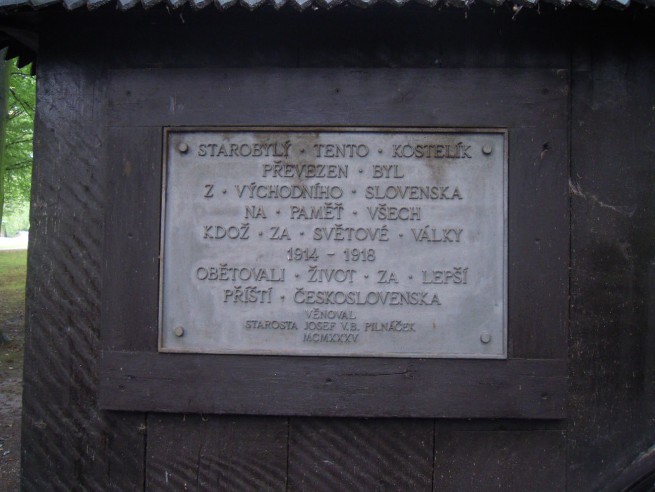 STAROBYLÝ · TENTO · KOSTELÍK
PŘEVEZEN · BYL
Z · VÝCHODNÍHO · SLOVENSKA
NA · PAMĚŤ · VŠECH
KDOŽ · ZA · SVĚTOVÉ · VÁLKY
1914 - 1918
OBĚTOVALI · ŽIVOT · ZA · LEPŠÍ
PŘÍŠTÍ · ČESKOSLOVENSKA
VĚNOVAL
STAROSTA JOSEF V.B. PILNÁČEK
MCMXXXV